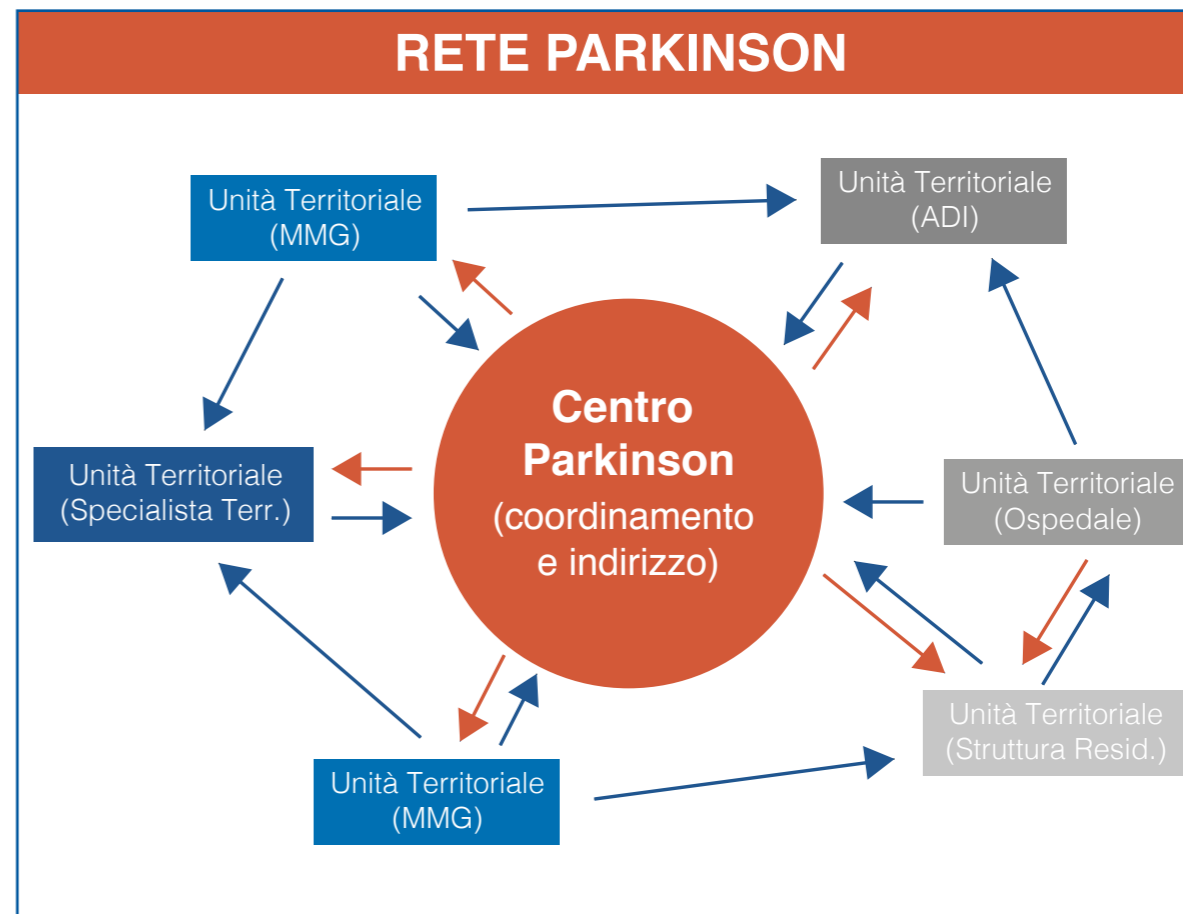 RETE PARKINSON
Unità Territoriale
(MMG)
Unità Territoriale
(ADI)
Centro
Parkinson
(coordinamento
e indirizzo)
Unità Territoriale
(Specialista Terr.)
Unità Territoriale
(Ospedale)
Unità Territoriale
(Struttura Resid.)
Unità Territoriale
(MMG)